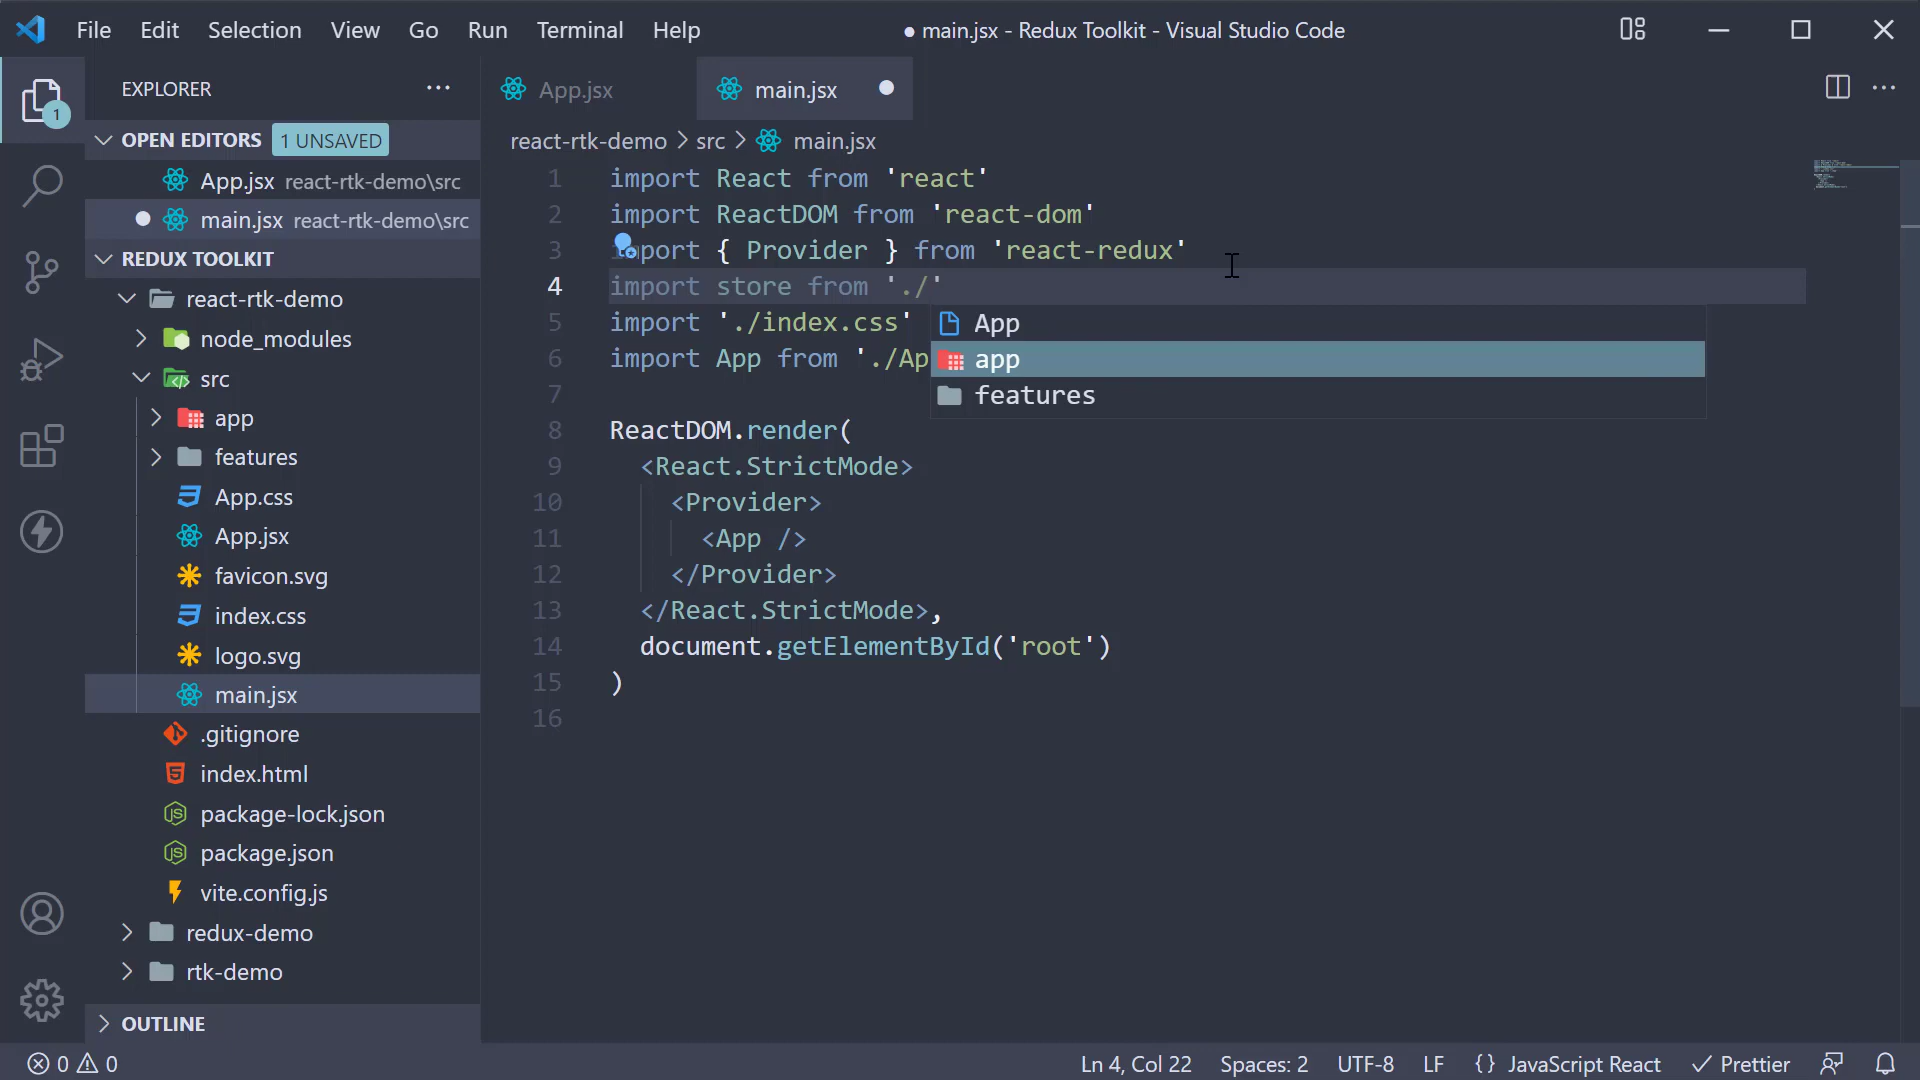 File Edit Selection View Go Run Terminal Help
● main.jsx - Redux Toolkit - Visual Studio Code
1
EXPLORER
OPEN EDITORS 1 UNSAVED
App.jsx react-rtk-demo\src
main.jsx react-rtk-demo\src
REDUX TOOLKIT
react-rtk-demo
node_modules
src
app
features
App.css
App.jsx
favicon.svg
index.css
logo.svg
main.jsx
.gitignore
index.html
package-lock.json
package.json
vite.config.js
redux-demo
rtk-demo
OUTLINE
App.jsx
main.jsx
react-rtk-demo > src > main.jsx
1 import React from 'react'
2 import ReactDOM from 'react-dom'
3 import { Provider } from 'react-redux'
4 import store from './'
5 import './index.css'
6 import App from './Ap
7
8 ReactDOM.render(
9 <React.StrictMode>
10 <Provider>
11 <App />
12 </Provider>
13 </React.StrictMode>,
14 document.getElementById('root')
15 )
16
App
app
features
0 0
Ln 4, Col 22 Spaces: 2 UTF-8 LF {} JavaScript React Prettier